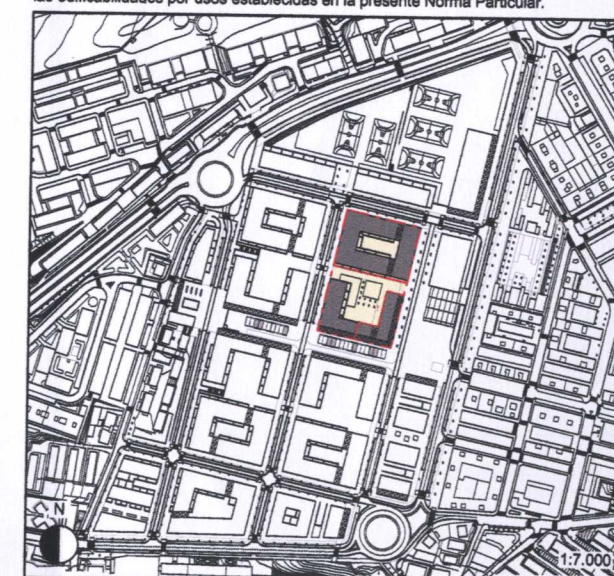 las edificabilidades por usos establecidas en la presente Norma Particular.
N
1:7.000